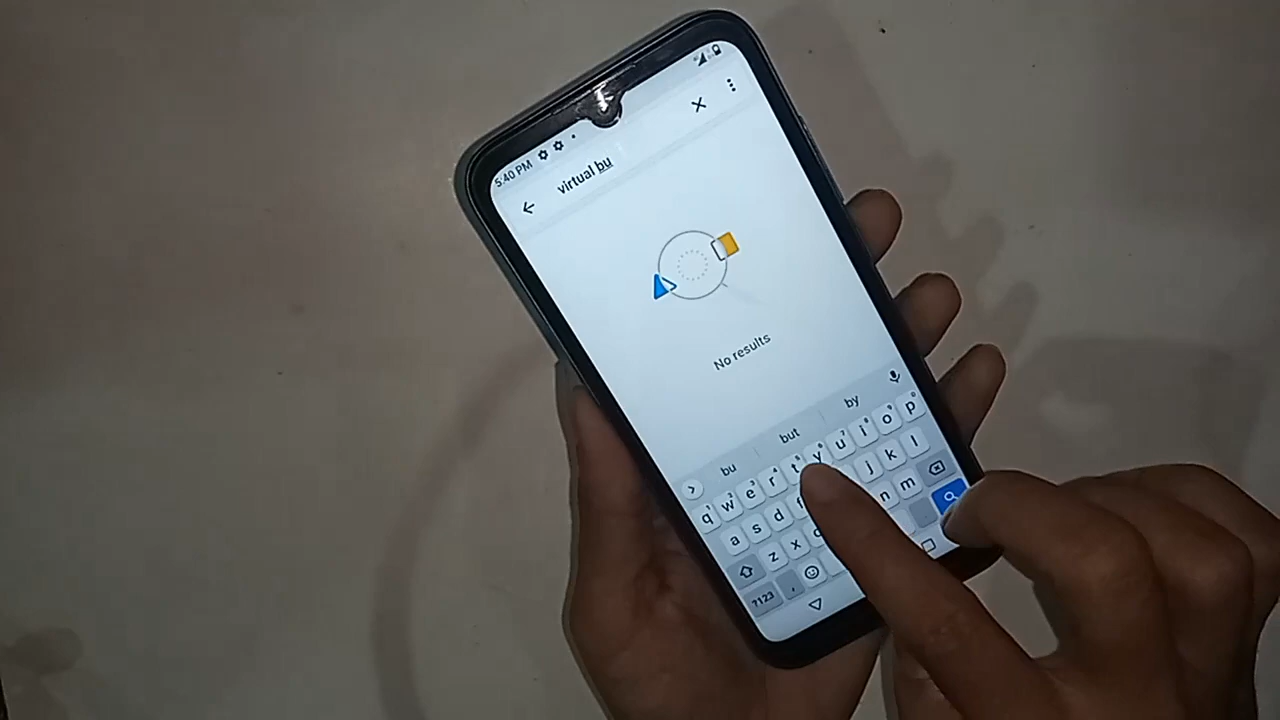 5:40 PM
virtual bu
No results
bu but by
q w e r t y u i o p
a s d f j k l
z x c n m
?123 ,